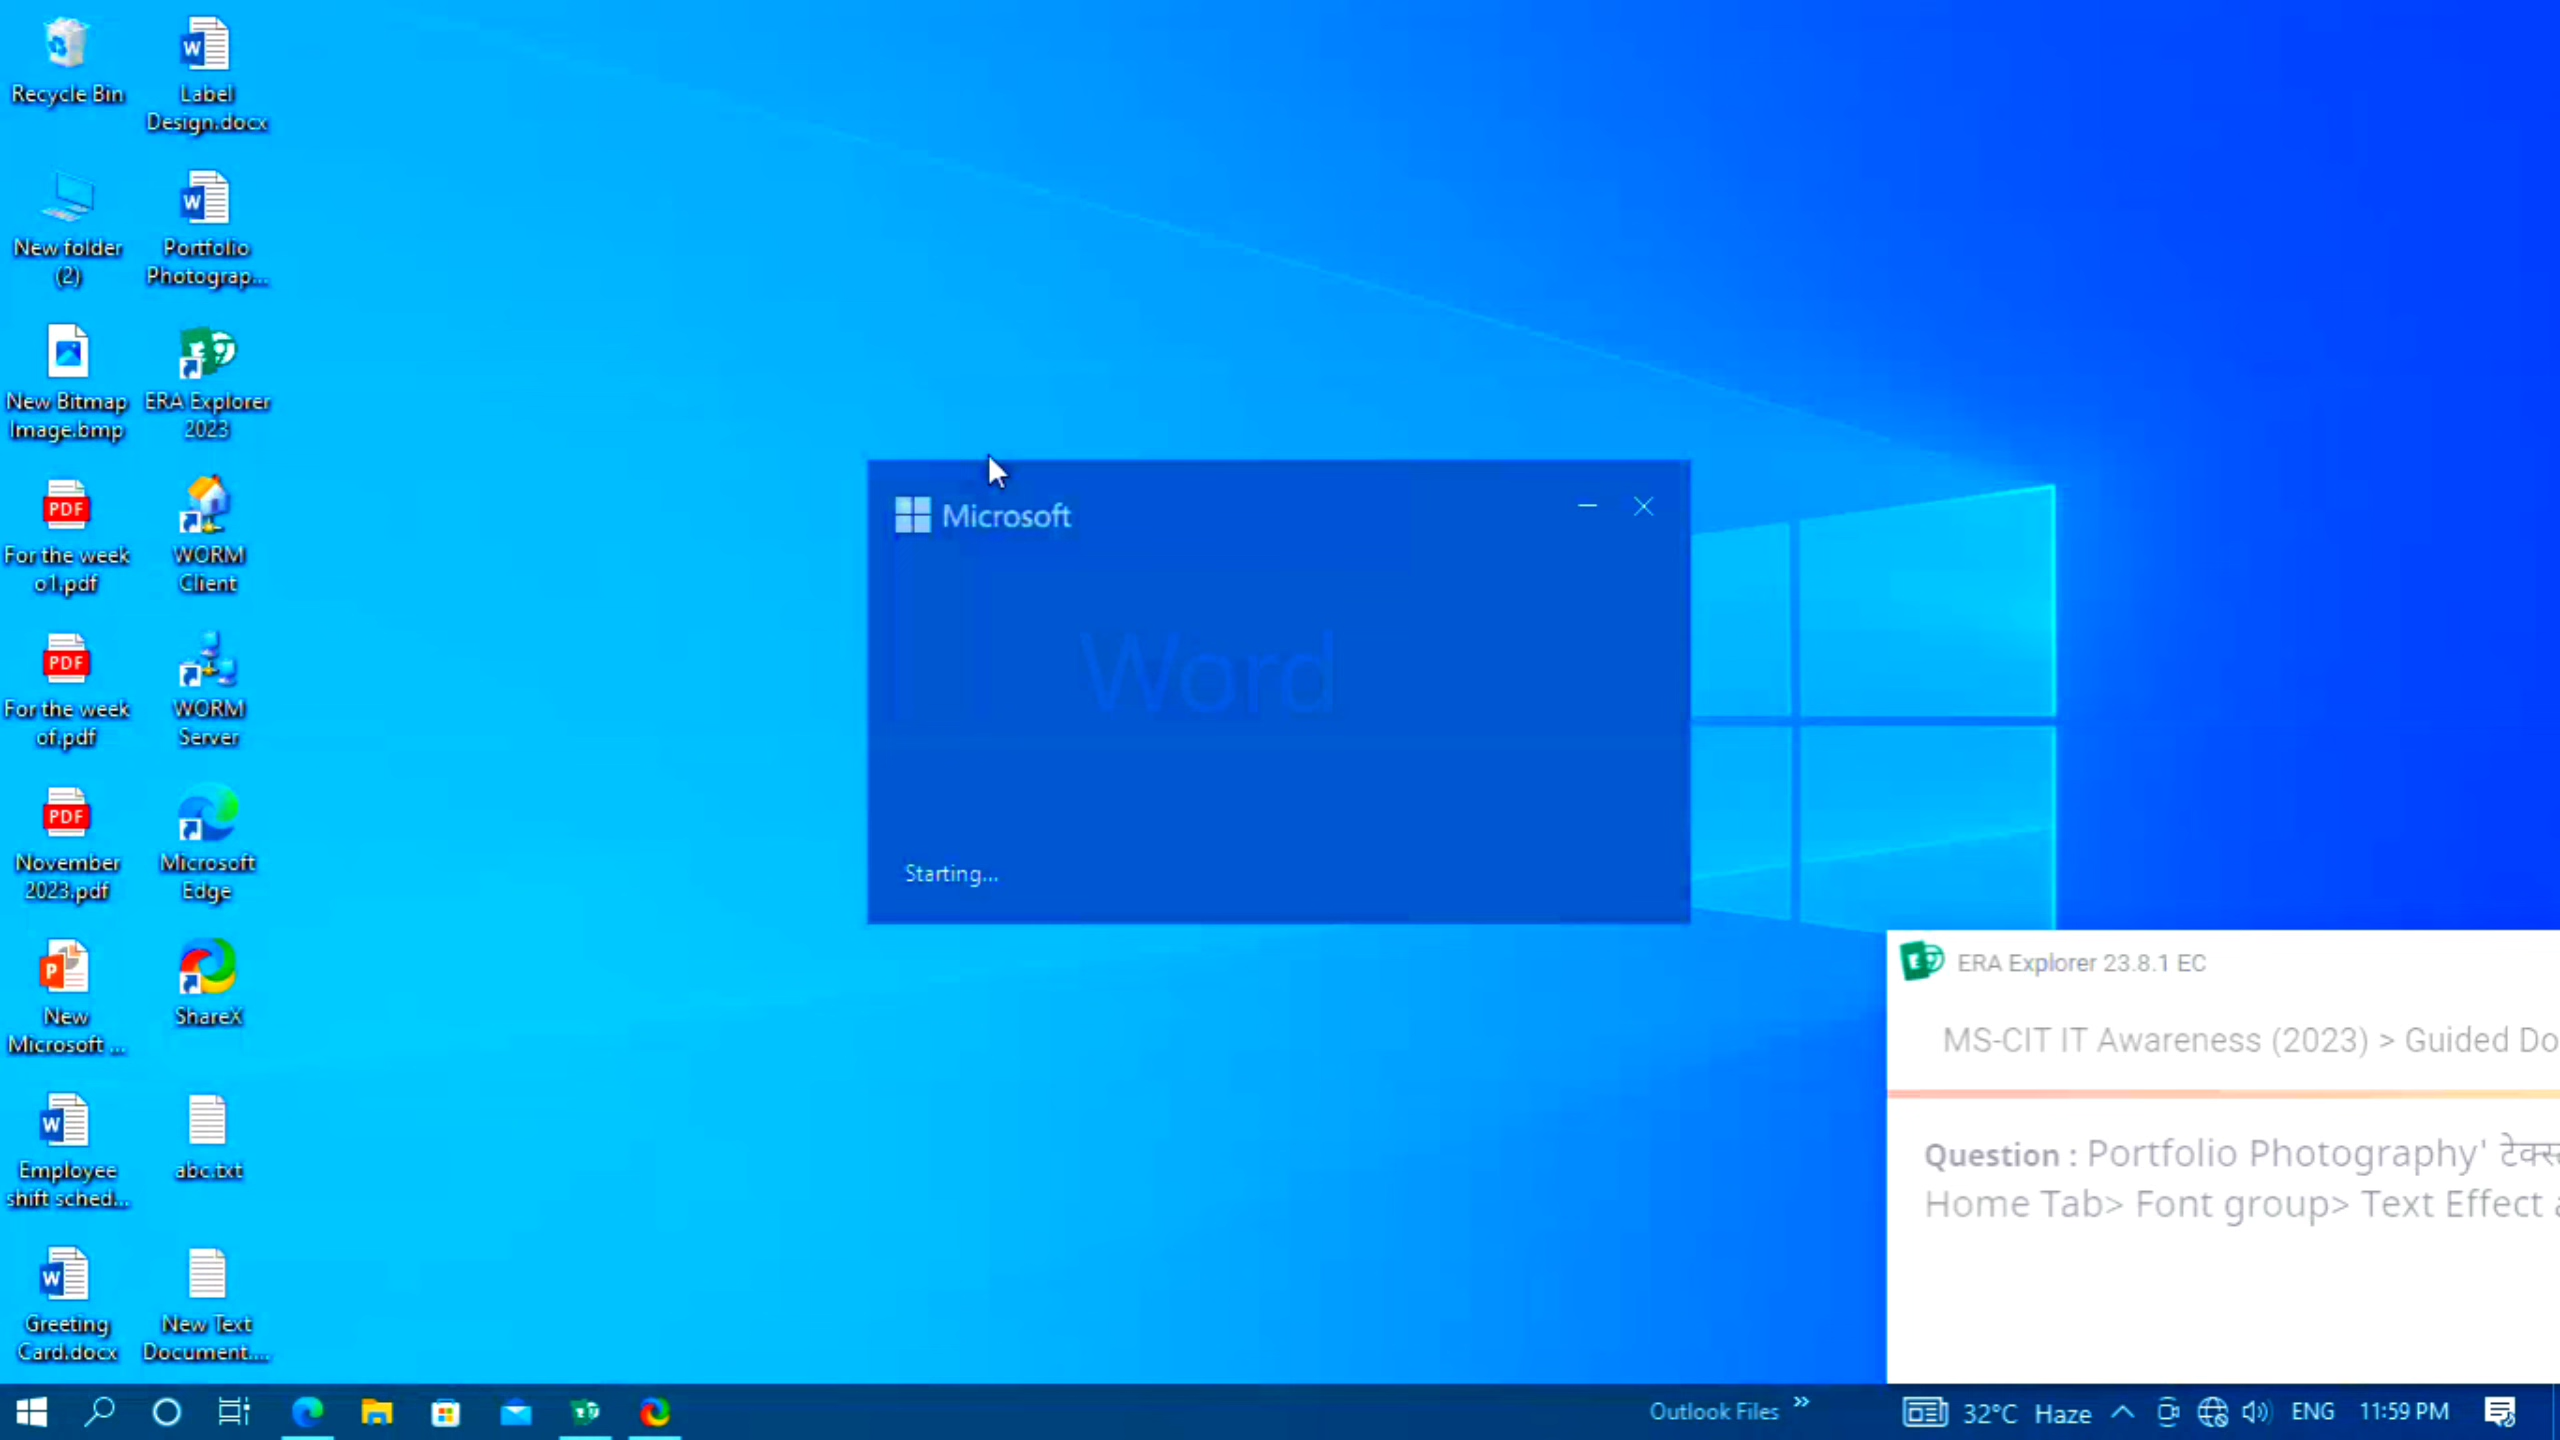 Recycle Bin
Label
Design.docx
New folder
(2)
Portfolio
Photograp...
New Bitmap
Image.bmp
ERA Explorer
2023
PDF
For the week
o1.pdf
WORM
Client
PDF
For the week
of.pdf
WORM
Server
PDF
November
2023.pdf
Microsoft
Edge
New
Microsoft ...
ShareX
Employee
shift sched...
abc.txt
Greeting
Card.docx
New Text
Document....
Microsoft
Word
Starting...
ERA Explorer 23.8.1 EC
MS-CIT IT Awareness (2023) > Guided Do
Question : Portfolio Photography'
Home Tab> Font group> Text Effect a
Outlook Files
32°C Haze
ENG
11:59 PM